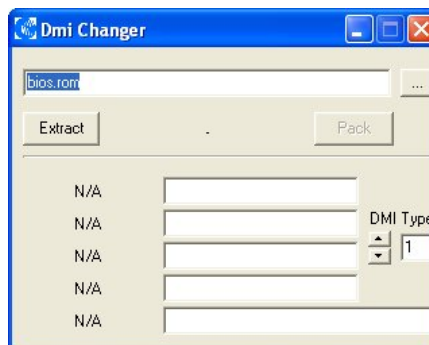 Dmi Changer
bios.rom
...
Extract
.
Pack
N/A
N/A
DMI Type
1
N/A
N/A
N/A